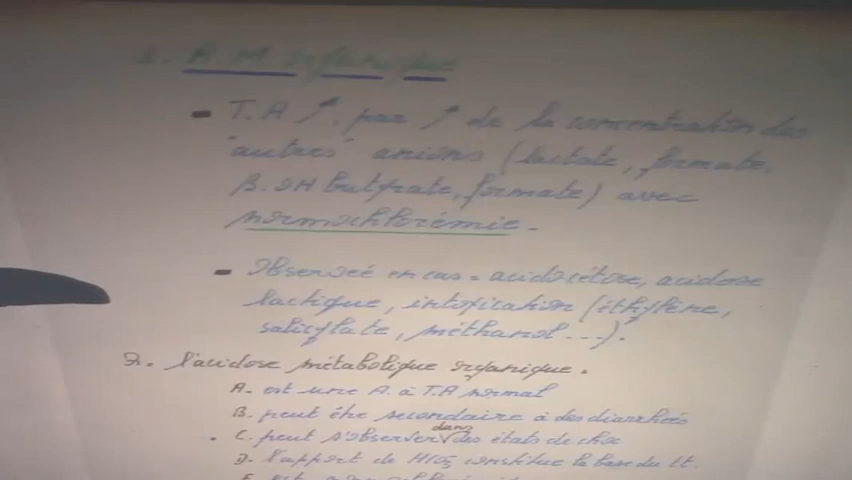 A.M organique
- T.A ↗, par ↗ de la concentration des
"autres" anions (lactate, formate,
β.OH butyrate, formate) avec
normochlorémie.
- Observée en cas = acidocétose, acidose
lactique, intoxication (éthylène,
salicylate, méthanol ...).
2. l'acidose métabolique organique.
A. est une A. à T.A normal
B. peut être secondaire à des diarrhées
C. peut s'observer dans des états de choc
D. l'apport de HCO3 constitue la base du tt.
E. est